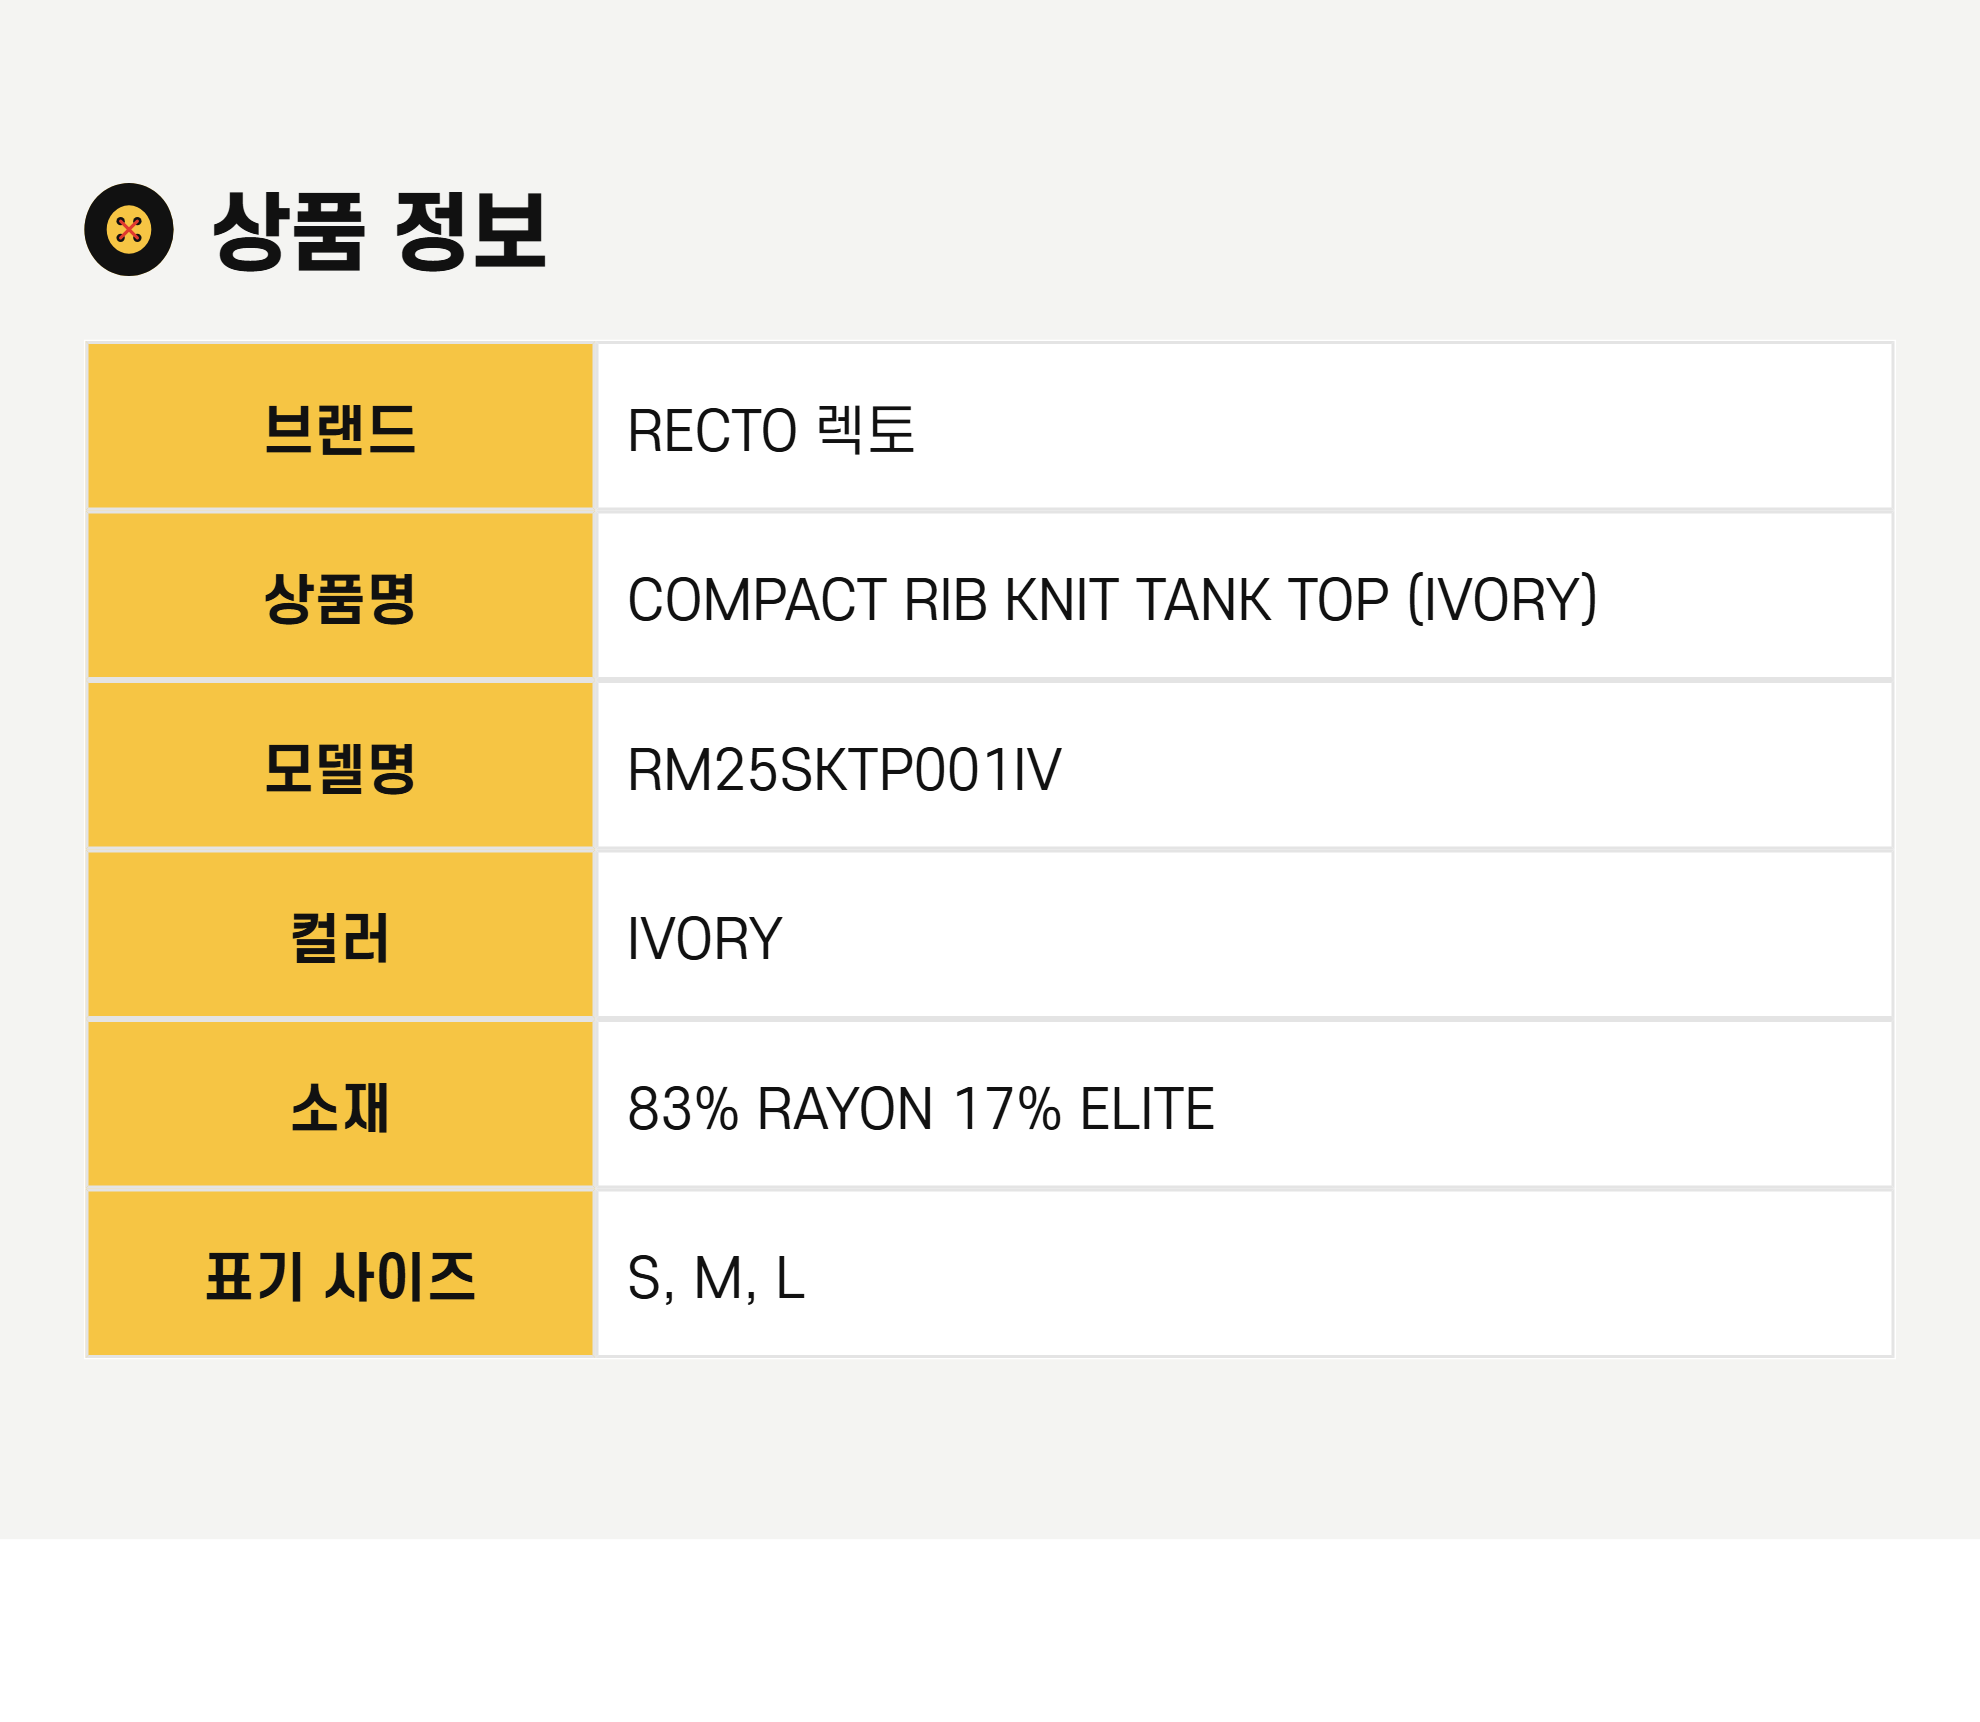 상품 정보
브랜드 RECTO 렉토
상품명 COMPACT RIB KNIT TANK TOP (IVORY)
모델명 RM25SKTP001IV
컬러 IVORY
소재 83% RAYON 17% ELITE
표기 사이즈 S, M, L